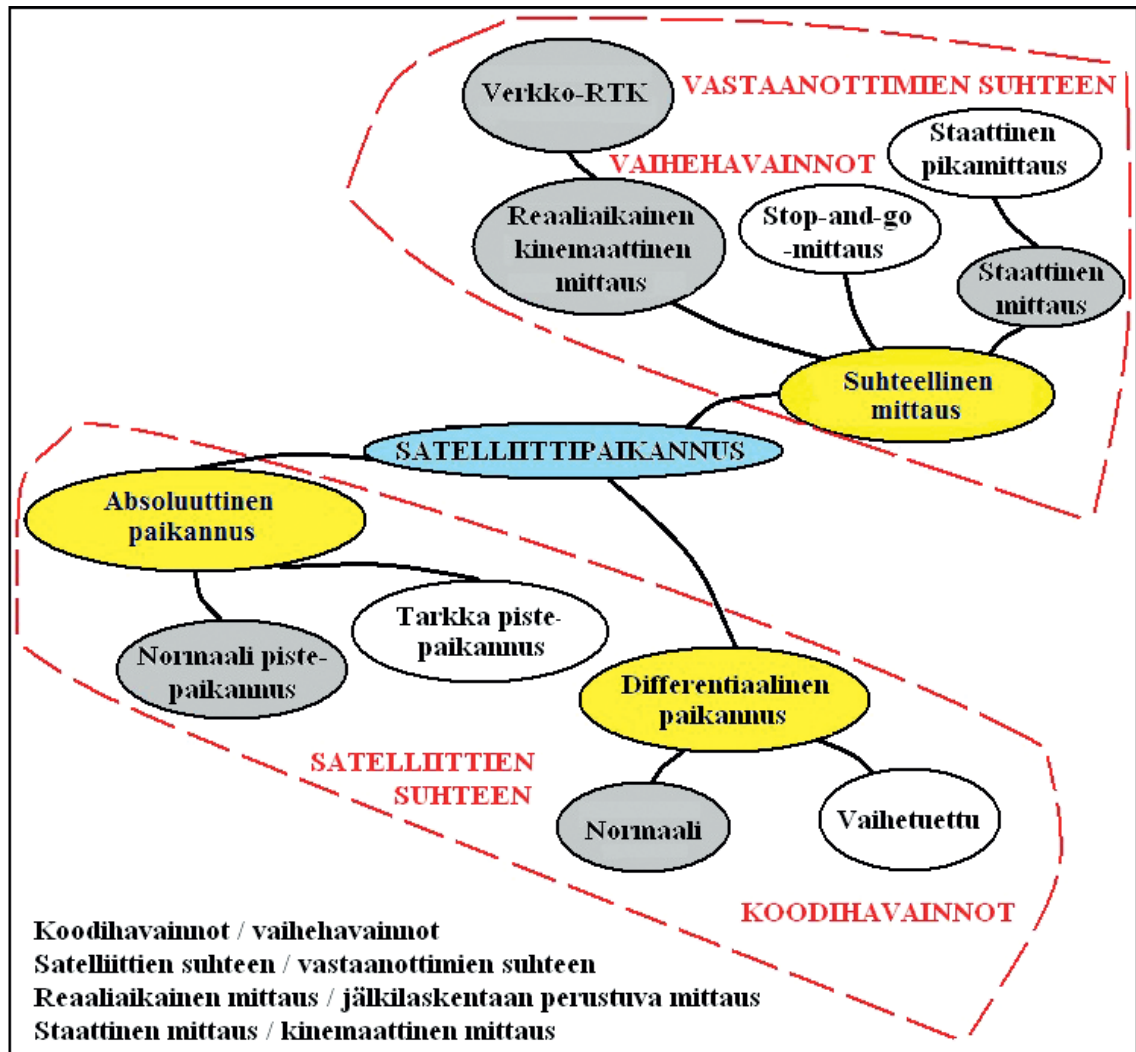 Verkko-RTK
VASTAANOTTIMIEN SUHTEEN
VAIHEHAVAINNOT
Staattinen
pikamittaus
Reaaliaikainen
kinemaattinen
mittaus
Stop-and-go
-mittaus
Staattinen
mittaus
Suhteellinen
mittaus
SATELLIITTIPAIKANNUS
Absoluuttinen
paikannus
Tarkka piste-
paikannus
Normaali piste-
paikannus
Differentiaalinen
paikannus
SATELLIITTIEN
SUHTEEN
Normaali
Vaihetuettu
KOODIHAVAINNOT
Koodihavainnot / vaihehavainnot
Satelliittien suhteen / vastaanottimien suhteen
Reaaliaikainen mittaus / jälkilaskentaan perustuva mittaus
Staattinen mittaus / kinemaattinen mittaus